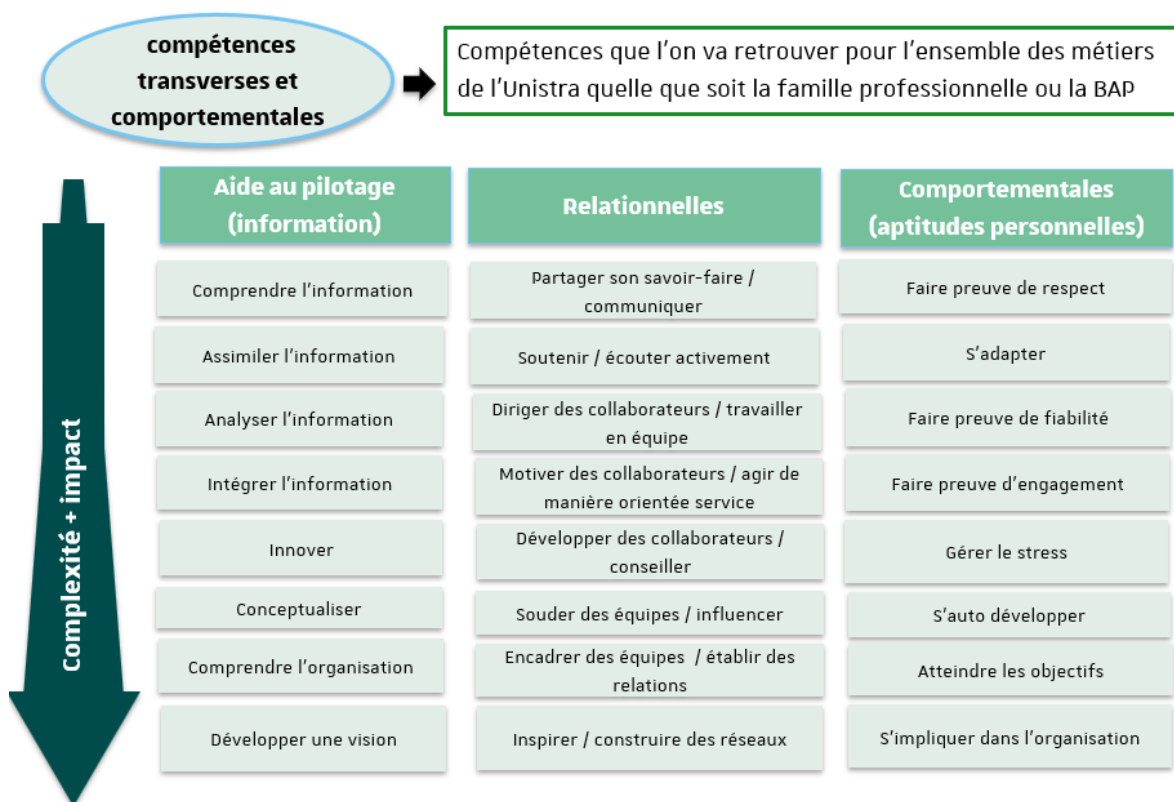 compétences
transverses et
comportementales
Compétences que l'on va retrouver pour l'ensemble des métiers
de l'Unistra quelle que soit la famille professionnelle ou la BAP
Complexité + impact
Aide au pilotage
(information)
Relationnelles
Comportementales
(aptitudes personnelles)
Comprendre l'information
Partager son savoir-faire /
communiquer
Faire preuve de respect
Assimiler l'information
Soutenir / écouter activement
S'adapter
Analyser l'information
Diriger des collaborateurs / travailler
en équipe
Faire preuve de fiabilité
Intégrer l'information
Motiver des collaborateurs / agir de
manière orientée service
Faire preuve d'engagement
Innover
Développer des collaborateurs /
conseiller
Gérer le stress
Conceptualiser
Souder des équipes / influencer
S'auto développer
Comprendre l'organisation
Encadrer des équipes / établir des
relations
Atteindre les objectifs
Développer une vision
Inspirer / construire des réseaux
S'impliquer dans l'organisation